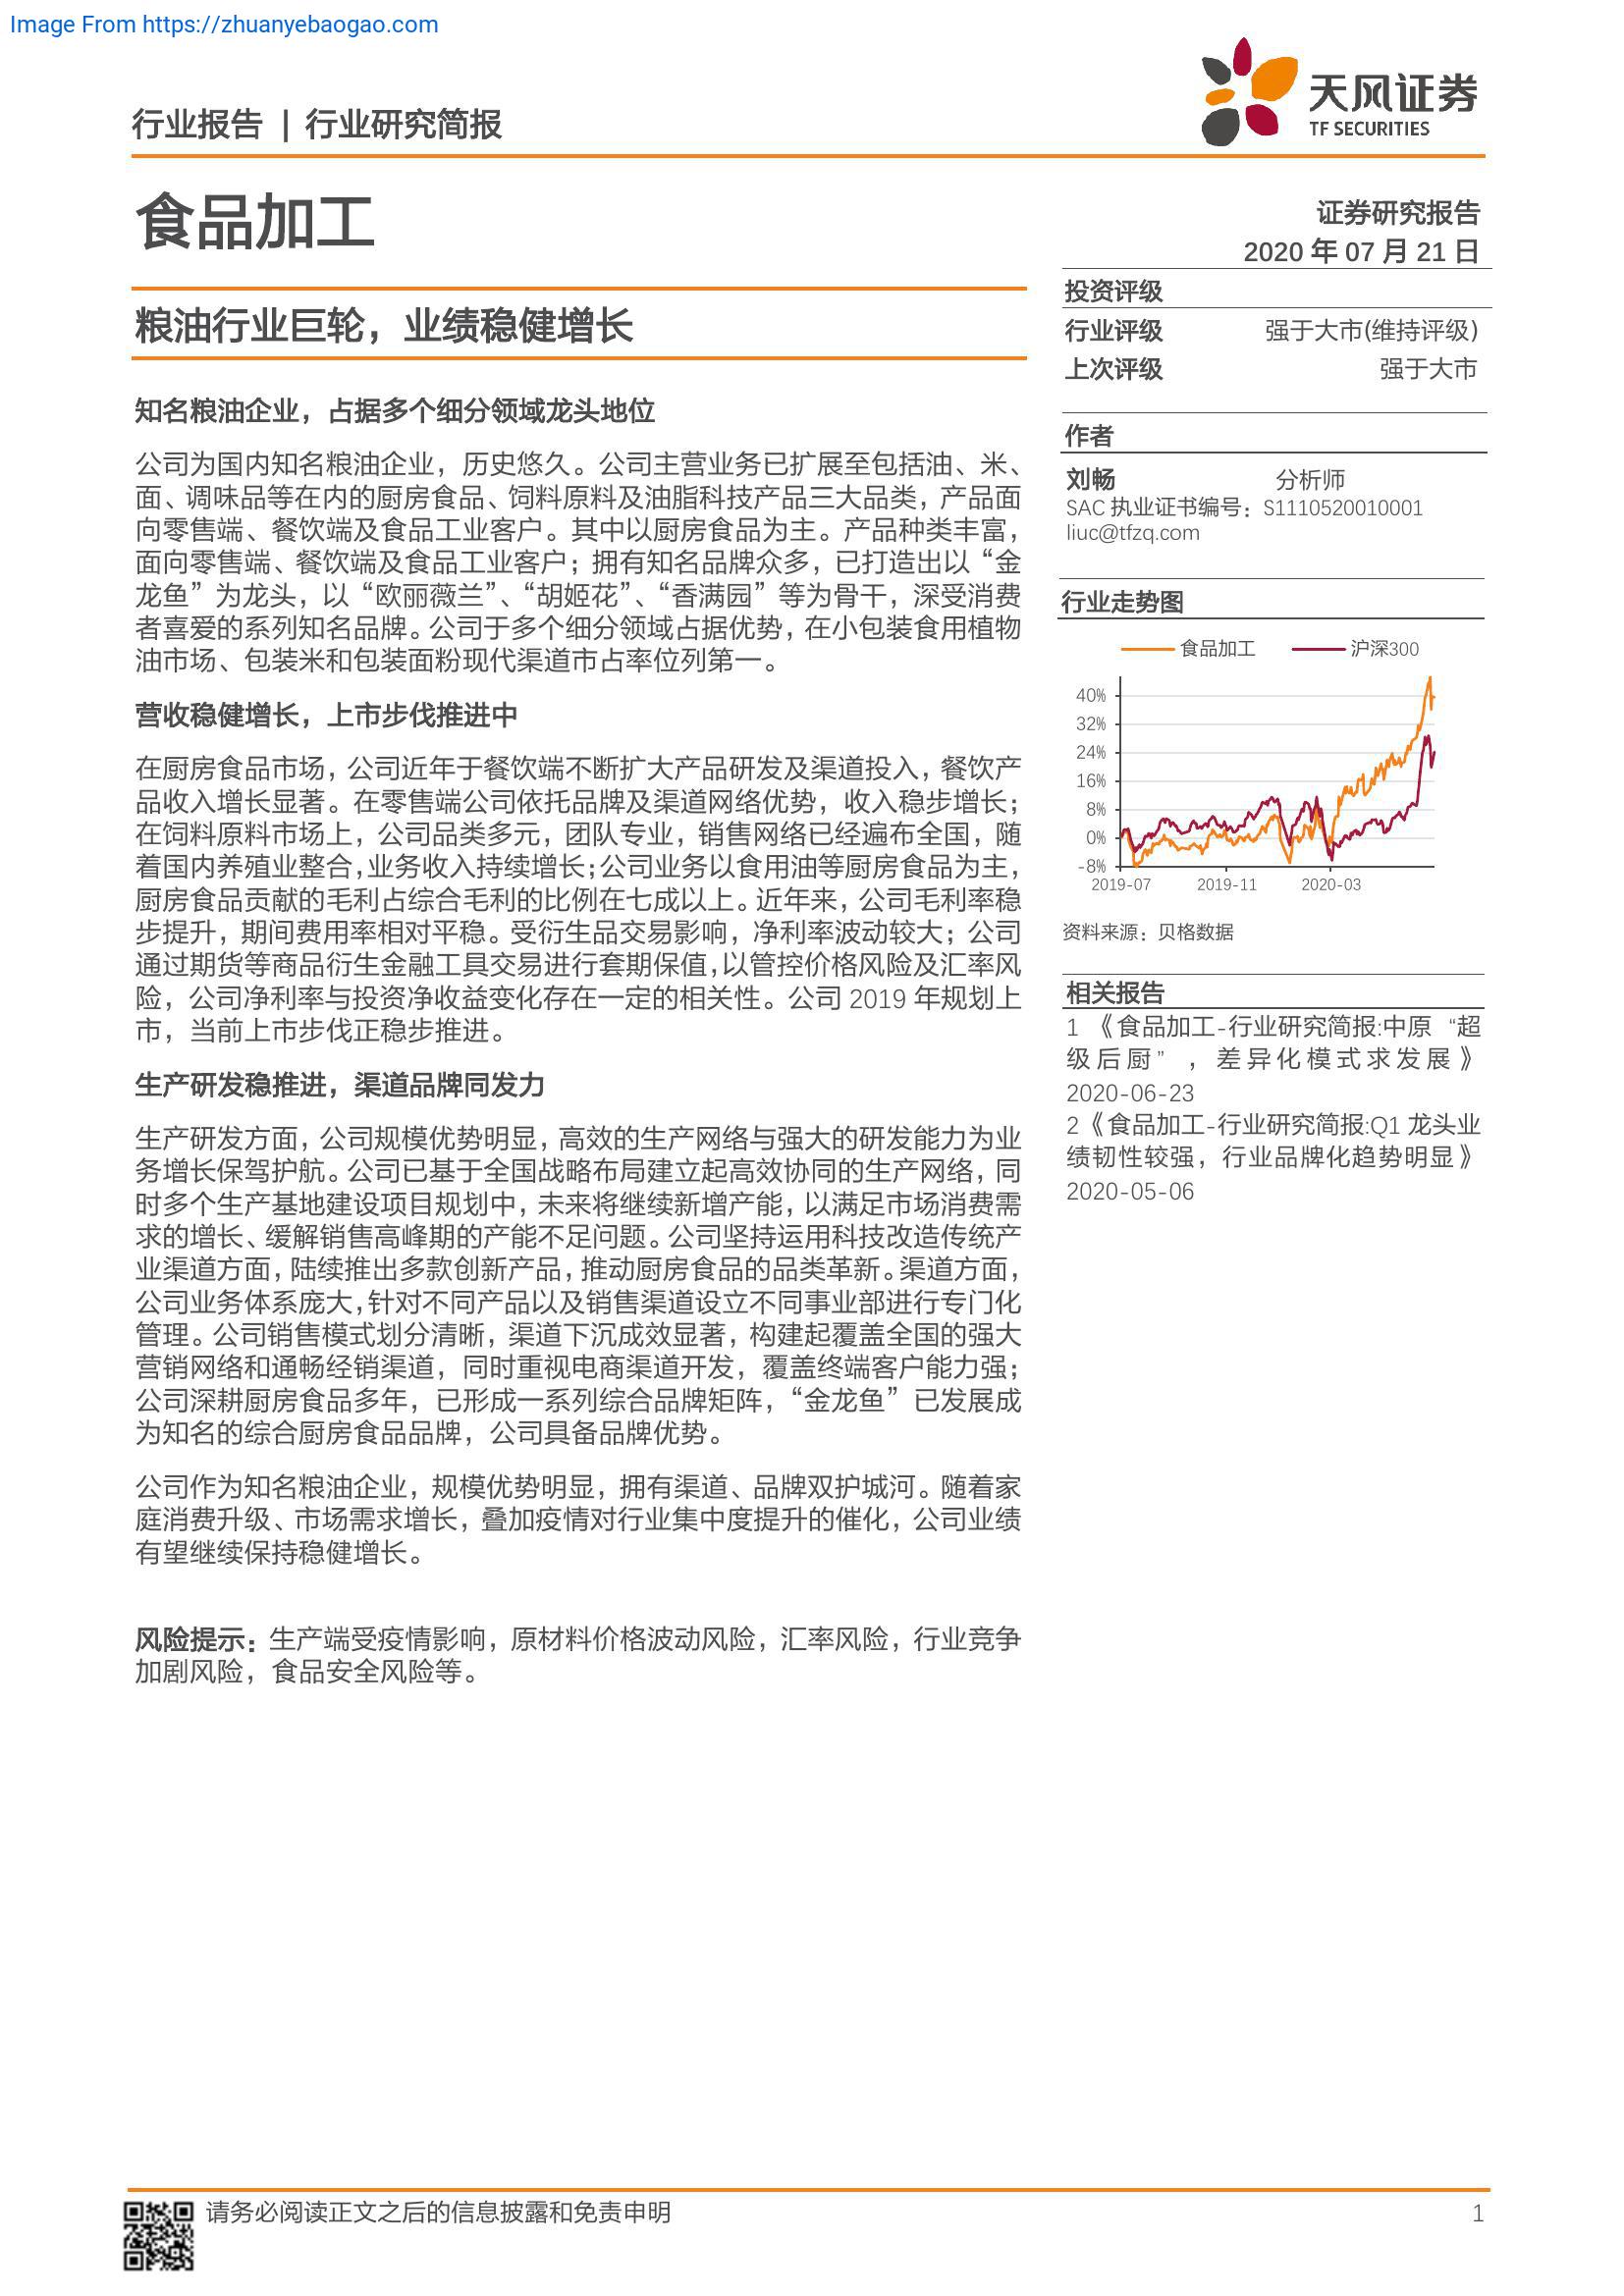 Image From https://zhuanyebaogao.com
行业报告 | 行业研究简报
天风证券
TF SECURITIES
食品加工
证券研究报告
2020 年 07 月 21 日
粮油行业巨轮，业绩稳健增长
知名粮油企业，占据多个细分领域龙头地位
公司为国内知名粮油企业，历史悠久。公司主营业务已扩展至包括油、米、
面、调味品等在内的厨房食品、饲料原料及油脂科技产品三大品类，产品面
向零售端、餐饮端及食品工业客户。其中以厨房食品为主。产品种类丰富，
面向零售端、餐饮端及食品工业客户；拥有知名品牌众多，已打造出以“金
龙鱼”为龙头，以“欧丽薇兰”、“胡姬花”、“香满园”等为骨干，深受消费
者喜爱的系列知名品牌。公司于多个细分领域占据优势，在小包装食用植物
油市场、包装米和包装面粉现代渠道市占率位列第一。
营收稳健增长，上市步伐推进中
在厨房食品市场，公司近年于餐饮端不断扩大产品研发及渠道投入，餐饮产
品收入增长显著。在零售端公司依托品牌及渠道网络优势，收入稳步增长；
在饲料原料市场上，公司品类多元，团队专业，销售网络已经遍布全国，随
着国内养殖业整合，业务收入持续增长；公司业务以食用油等厨房食品为主，
厨房食品贡献的毛利占综合毛利的比例在七成以上。近年来，公司毛利率稳
步提升，期间费用率相对平稳。受衍生品交易影响，净利率波动较大；公司
通过期货等商品衍生金融工具交易进行套期保值，以管控价格风险及汇率风
险，公司净利率与投资净收益变化存在一定的相关性。公司 2019 年规划上
市，当前上市步伐正稳步推进。
生产研发稳推进，渠道品牌同发力
生产研发方面，公司规模优势明显，高效的生产网络与强大的研发能力为业
务增长保驾护航。公司已基于全国战略布局建立起高效协同的生产网络，同
时多个生产基地建设项目规划中，未来将继续新增产能，以满足市场消费需
求的增长、缓解销售高峰期的产能不足问题。公司坚持运用科技改造传统产
业渠道方面，陆续推出多款创新产品，推动厨房食品的品类革新。渠道方面，
公司业务体系庞大，针对不同产品以及销售渠道设立不同事业部进行专门化
管理。公司销售模式划分清晰，渠道下沉成效显著，构建起覆盖全国的强大
营销网络和通畅经销渠道，同时重视电商渠道开发，覆盖终端客户能力强；
公司深耕厨房食品多年，已形成一系列综合品牌矩阵，“金龙鱼”已发展成
为知名的综合厨房食品品牌，公司具备品牌优势。
公司作为知名粮油企业，规模优势明显，拥有渠道、品牌双护城河。随着家
庭消费升级、市场需求增长，叠加疫情对行业集中度提升的催化，公司业绩
有望继续保持稳健增长。
风险提示：生产端受疫情影响，原材料价格波动风险，汇率风险，行业竞争
加剧风险，食品安全风险等。
投资评级
行业评级 强于大市(维持评级)
上次评级 强于大市
作者
刘畅 分析师
SAC 执业证书编号：S1110520010001
liuc@tfzq.com
行业走势图
食品加工 沪深300
40%
32%
24%
16%
8%
0%
-8%
2019-07 2019-11 2020-03
资料来源：贝格数据
相关报告
1 《食品加工-行业研究简报:中原 “超
级后厨”，差异化模式求发展》
2020-06-23
2《食品加工-行业研究简报:Q1 龙头业
绩韧性较强，行业品牌化趋势明显》
2020-05-06
请务必阅读正文之后的信息披露和免责申明 1